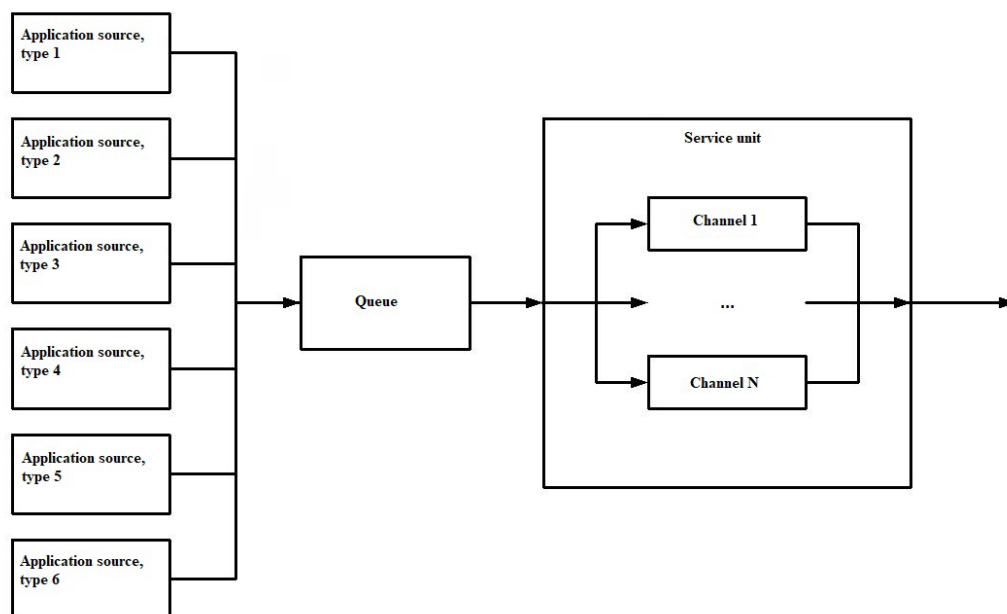 Application source,
type 1
Application source,
type 2
Application source,
type 3
Application source,
type 4
Application source,
type 5
Application source,
type 6
Queue
Service unit
Channel 1
...
Channel N